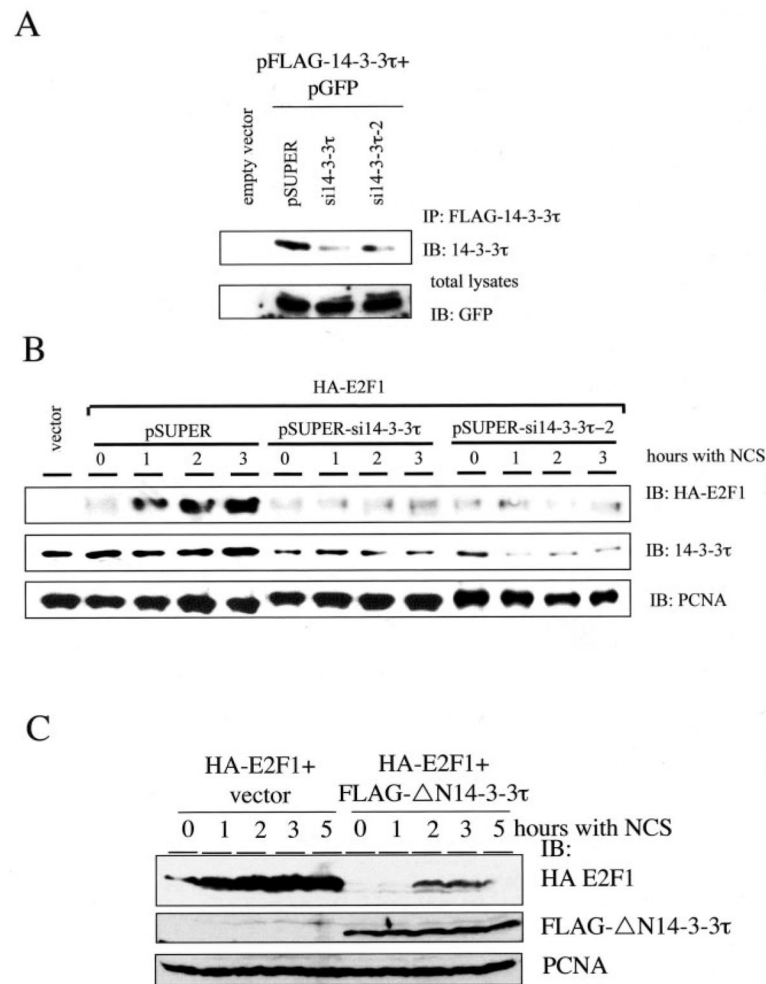 A
pFLAG-14-3-3τ+
pGFP
empty vector
pSUPER
si14-3-3τ
si14-3-3τ-2
IP: FLAG-14-3-3τ
IB: 14-3-3τ
total lysates
IB: GFP
B
HA-E2F1
vector
pSUPER
pSUPER-si14-3-3τ
pSUPER-si14-3-3τ–2
0 1 2 3 0 1 2 3 0 1 2 3 hours with NCS
IB: HA-E2F1
IB: 14-3-3τ
IB: PCNA
C
HA-E2F1+
vector
HA-E2F1+
FLAG-△N14-3-3τ
0 1 2 3 5 0 1 2 3 5 hours with NCS
IB:
HA E2F1
FLAG-△N14-3-3τ
PCNA